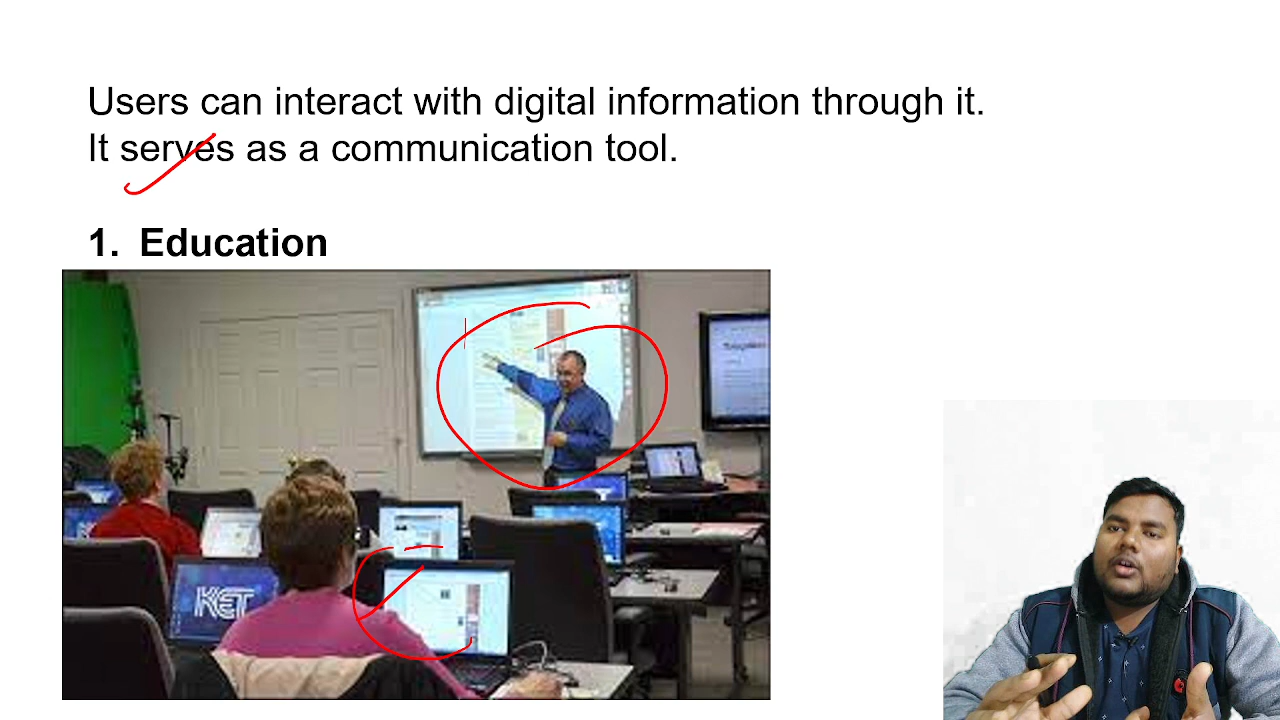 Users can interact with digital information through it.
It serves as a communication tool.
1. Education
KET